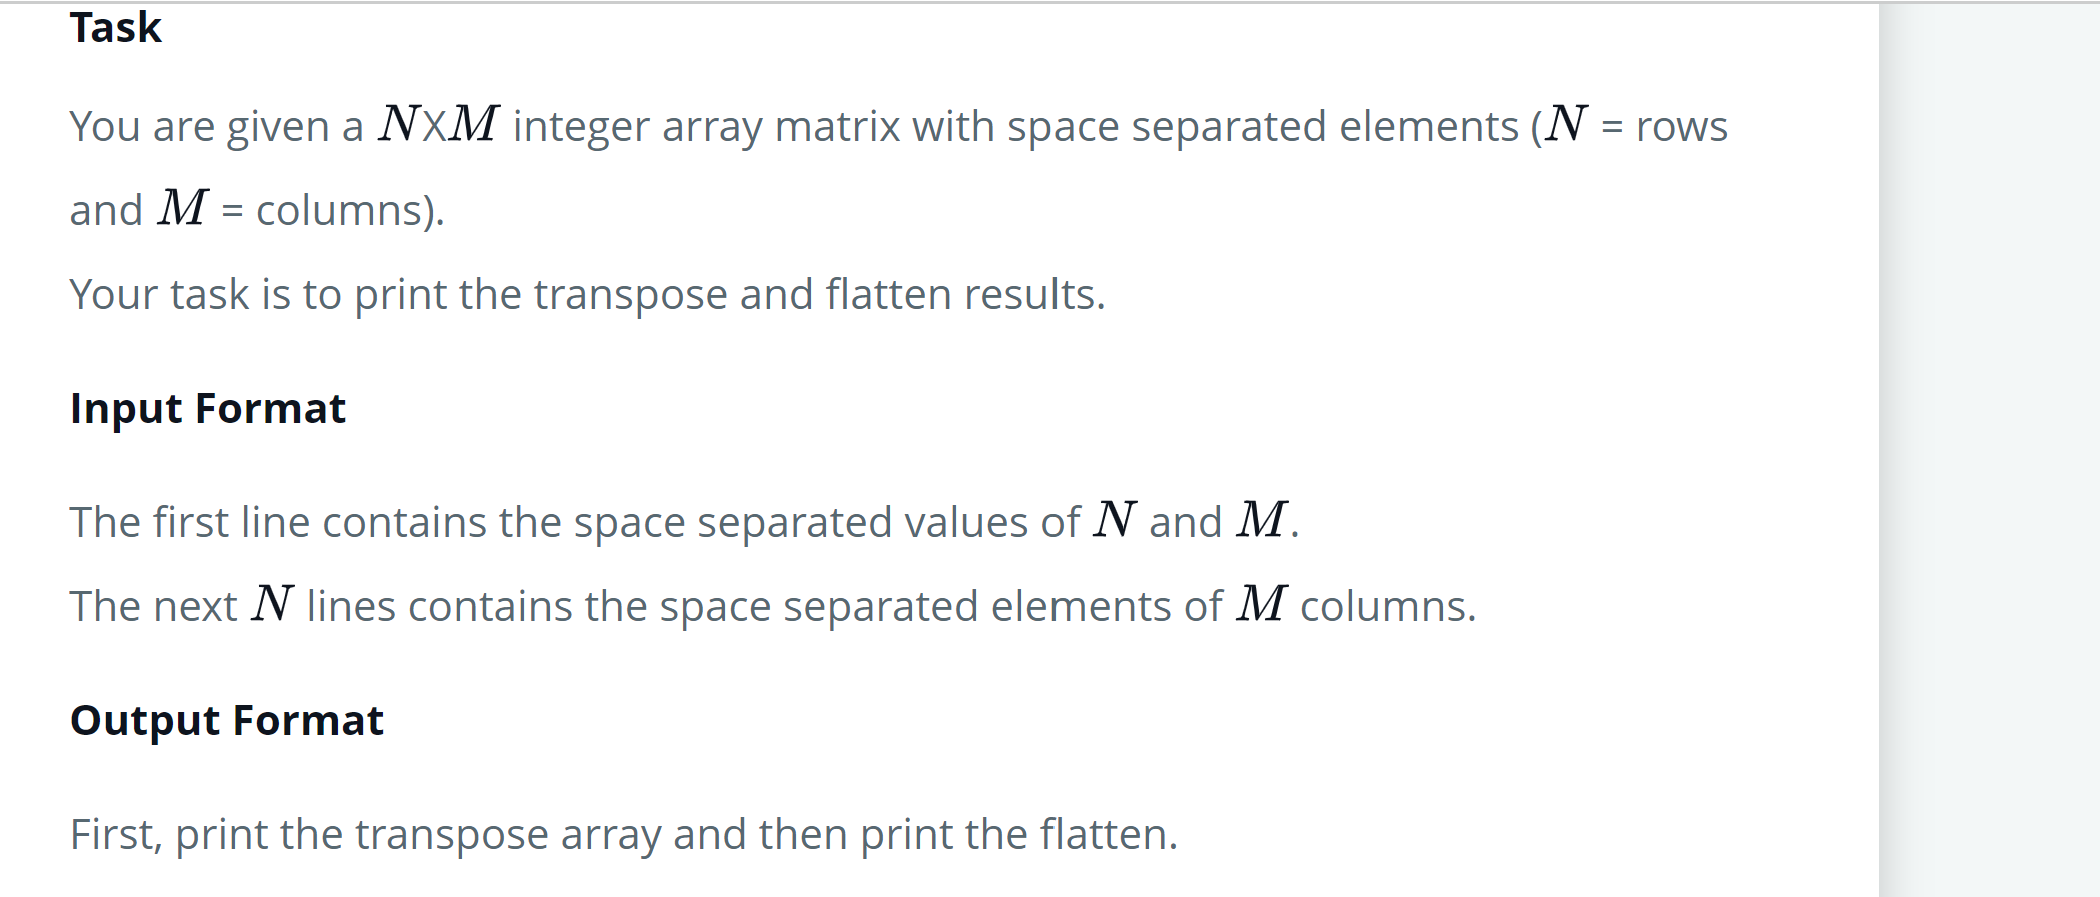 Task
You are given a NXM integer array matrix with space separated elements (N = rows
and M = columns).
Your task is to print the transpose and flatten results.
Input Format
The first line contains the space separated values of N and M.
The next N lines contains the space separated elements of M columns.
Output Format
First, print the transpose array and then print the flatten.